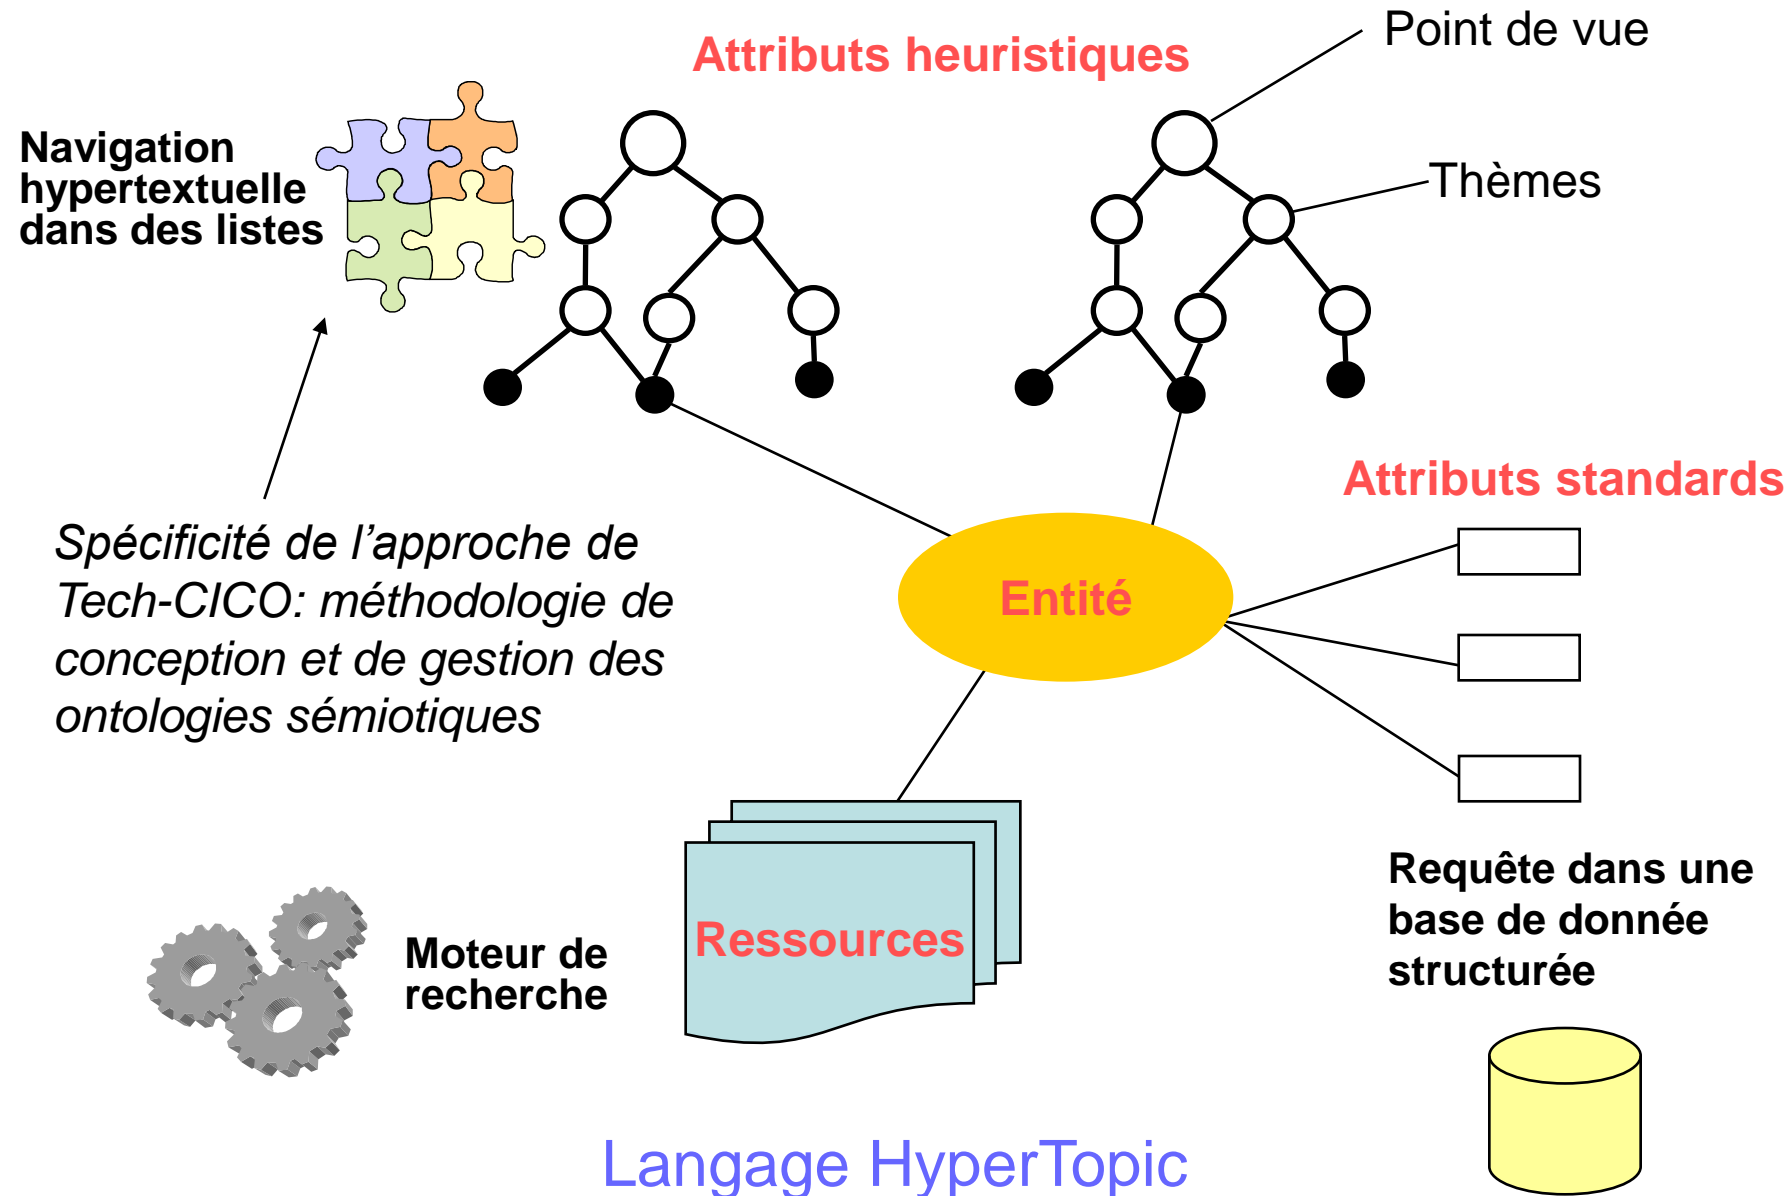 Point de vue
Attributs heuristiques
Navigation
hypertextuelle
dans des listes
Thèmes
Attributs standards
Spécificité de l’approche de
Tech-CICO: méthodologie de
conception et de gestion des
ontologies sémiotiques
Entité
Requête dans une
base de donnée
structurée
Ressources
Moteur de
recherche
Langage HyperTopic